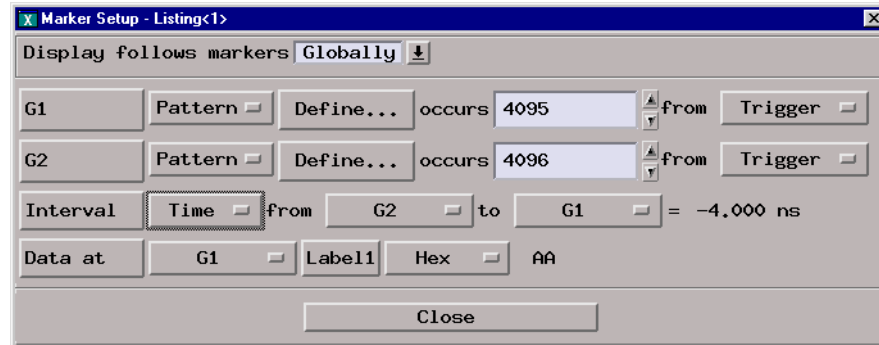 Marker Setup - Listing<1>
Display follows markers Globally
G1 Pattern Define... occurs 4095 from Trigger
G2 Pattern Define... occurs 4096 from Trigger
Interval Time from G2 to G1 = -4.000 ns
Data at G1 Label1 Hex AA
Close